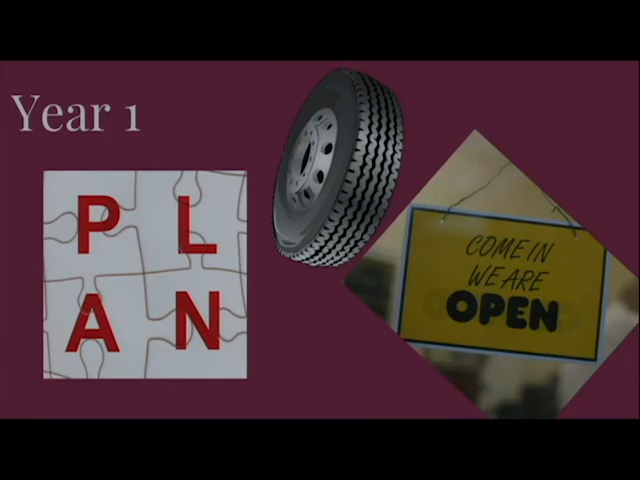 Year 1
P L
A N
COME IN
WE ARE
OPEN